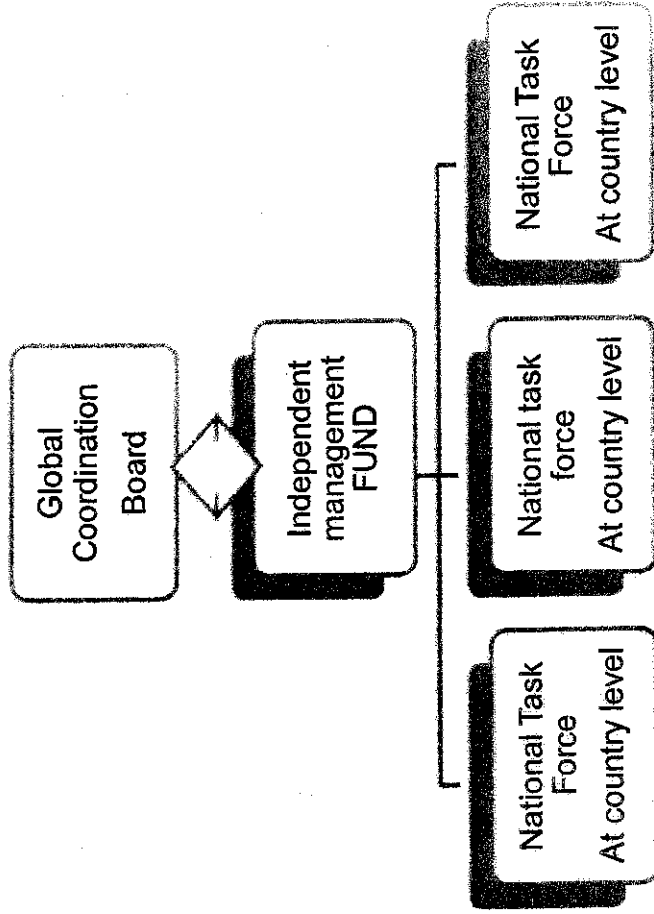 Global
Coordination
Board
Independent
management
FUND
National Task
Force
At country level
National task
force
At country level
National Task
Force
At country level